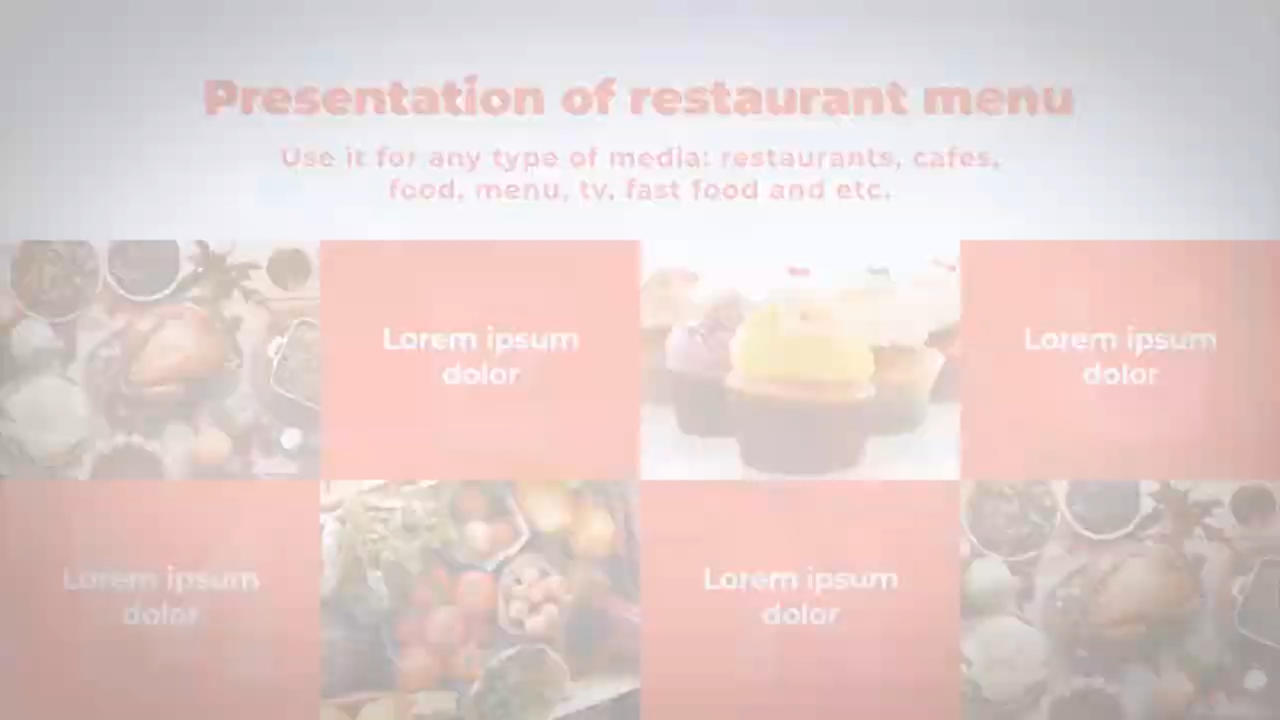 Presentation of restaurant menu
Use it for any type of media: restaurants, cafes,
food, menu, tv, fast food and etc.
Lorem ipsum
dolor
Lorem ipsum
dolor
Lorem ipsum
dolor
Lorem ipsum
dolor